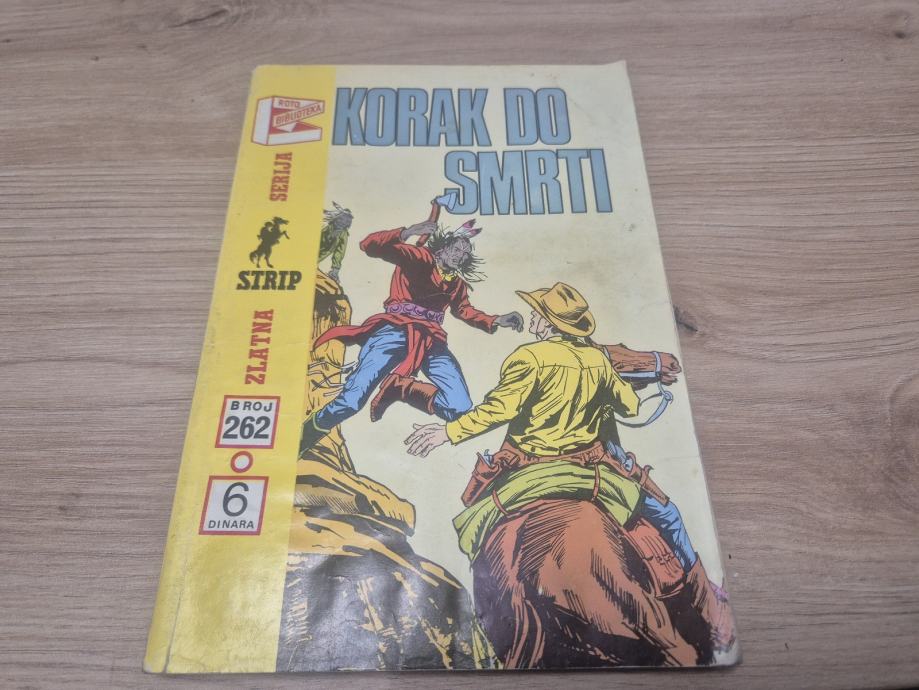 KORAK DO
SMRTI
ROTO
BIBLIOTEKA
ZLATNA
STRIP
SERIJA
BROJ
262
6
DINARA